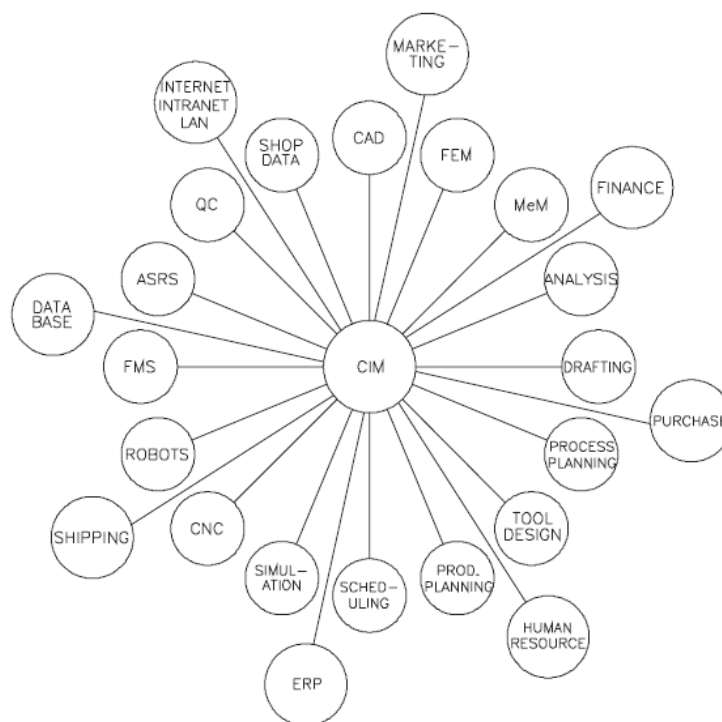 MARKE-
TING
INTERNET
INTRANET
LAN
SHOP
DATA
CAD
FEM
QC
MeM
FINANCE
ASRS
ANALYSIS
DATA
BASE
FMS
CIM
DRAFTING
PURCHASE
ROBOTS
PROCESS
PLANNING
SHIPPING
CNC
TOOL
DESIGN
SIMUL-
ATION
SCHED-
ULING
PROD.
PLANNING
HUMAN
RESOURCE
ERP